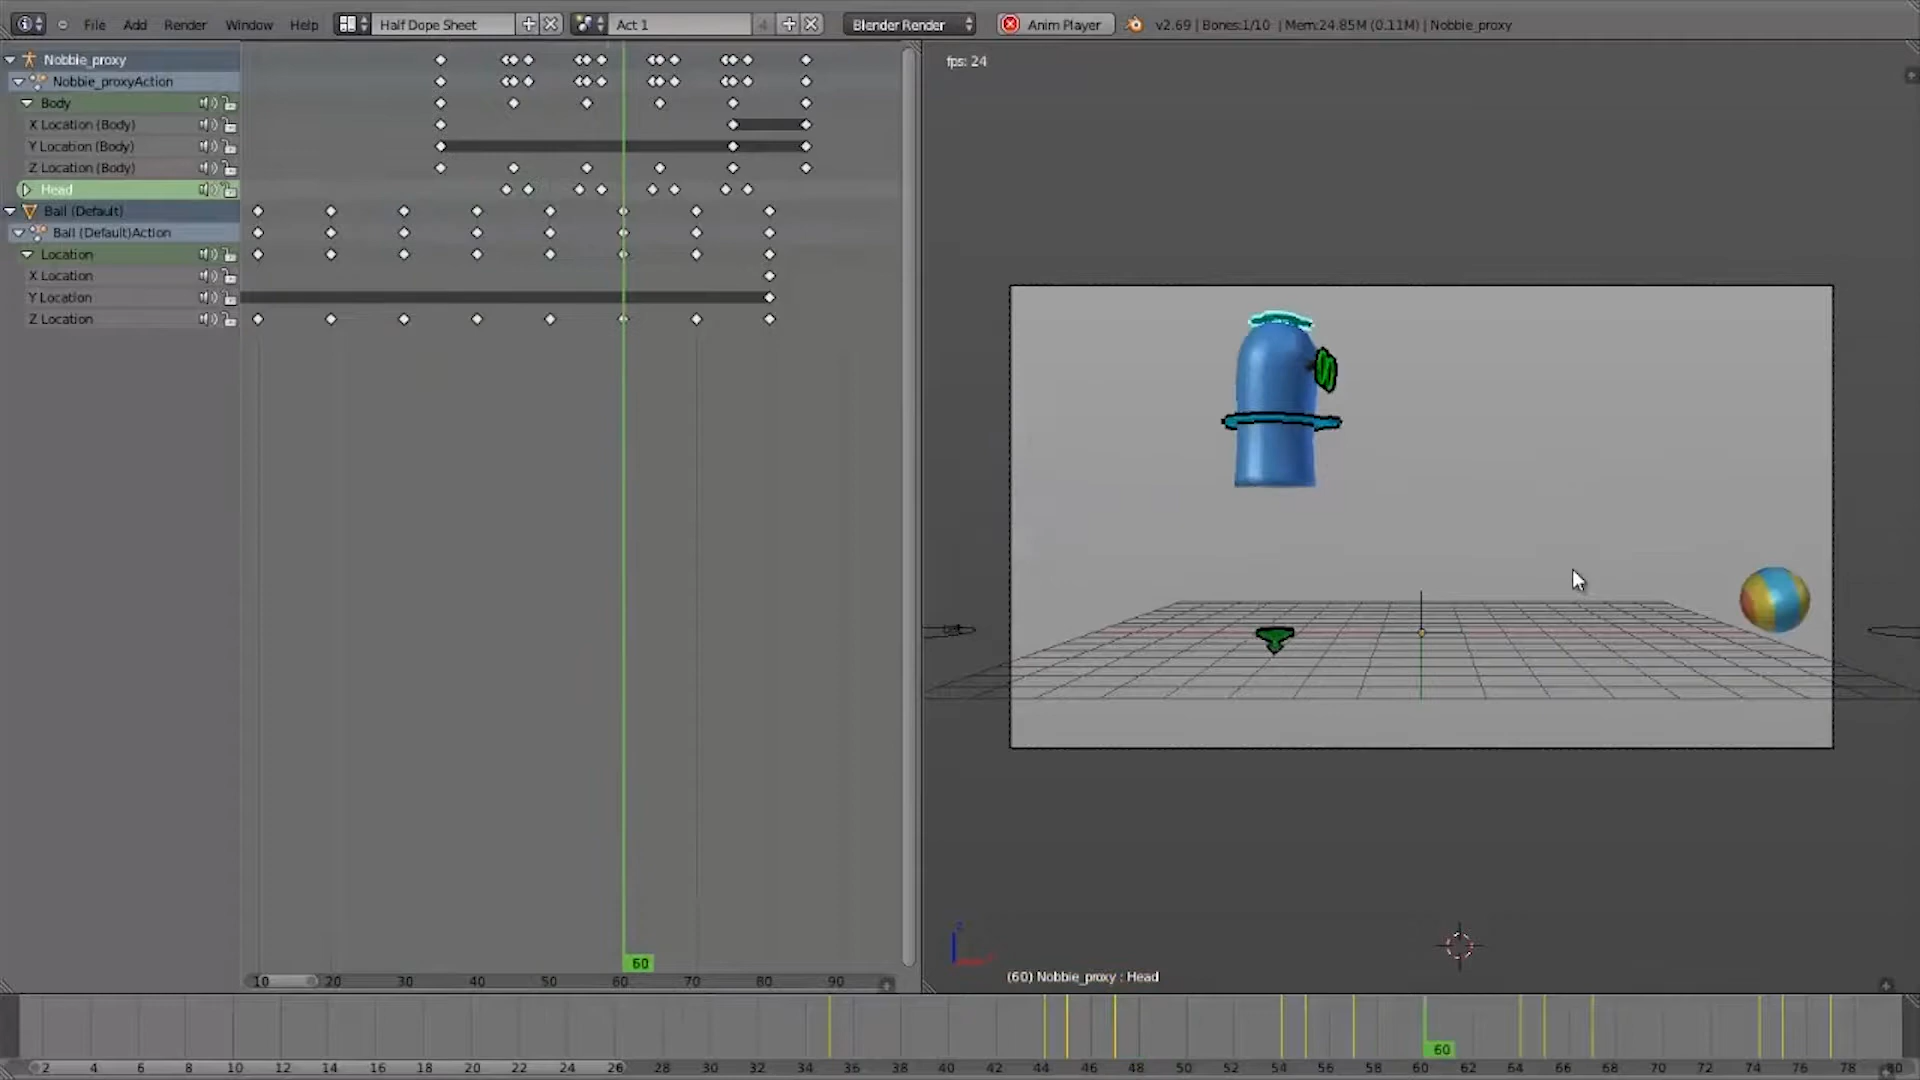 File Add Render Window Help Half Dope Sheet Act 1 4 Blender Render Anim Player v2.69 | Bones:1/10 | Mem:24.85M (0.11M) | Nobbie_proxy
Nobbie_proxy
Nobbie_proxyAction
Body
X Location (Body)
Y Location (Body)
Z Location (Body)
Head
Ball (Default)
Ball (Default)Action
Location
X Location
Y Location
Z Location
60
10 20 30 40 50 60 70 80 90
fps: 24
(60) Nobbie_proxy : Head
60
2 4 6 8 10 12 14 16 18 20 22 24 26 28 30 32 34 36 38 40 42 44 46 48 50 52 54 56 58 60 62 64 66 68 70 72 74 76 78 80